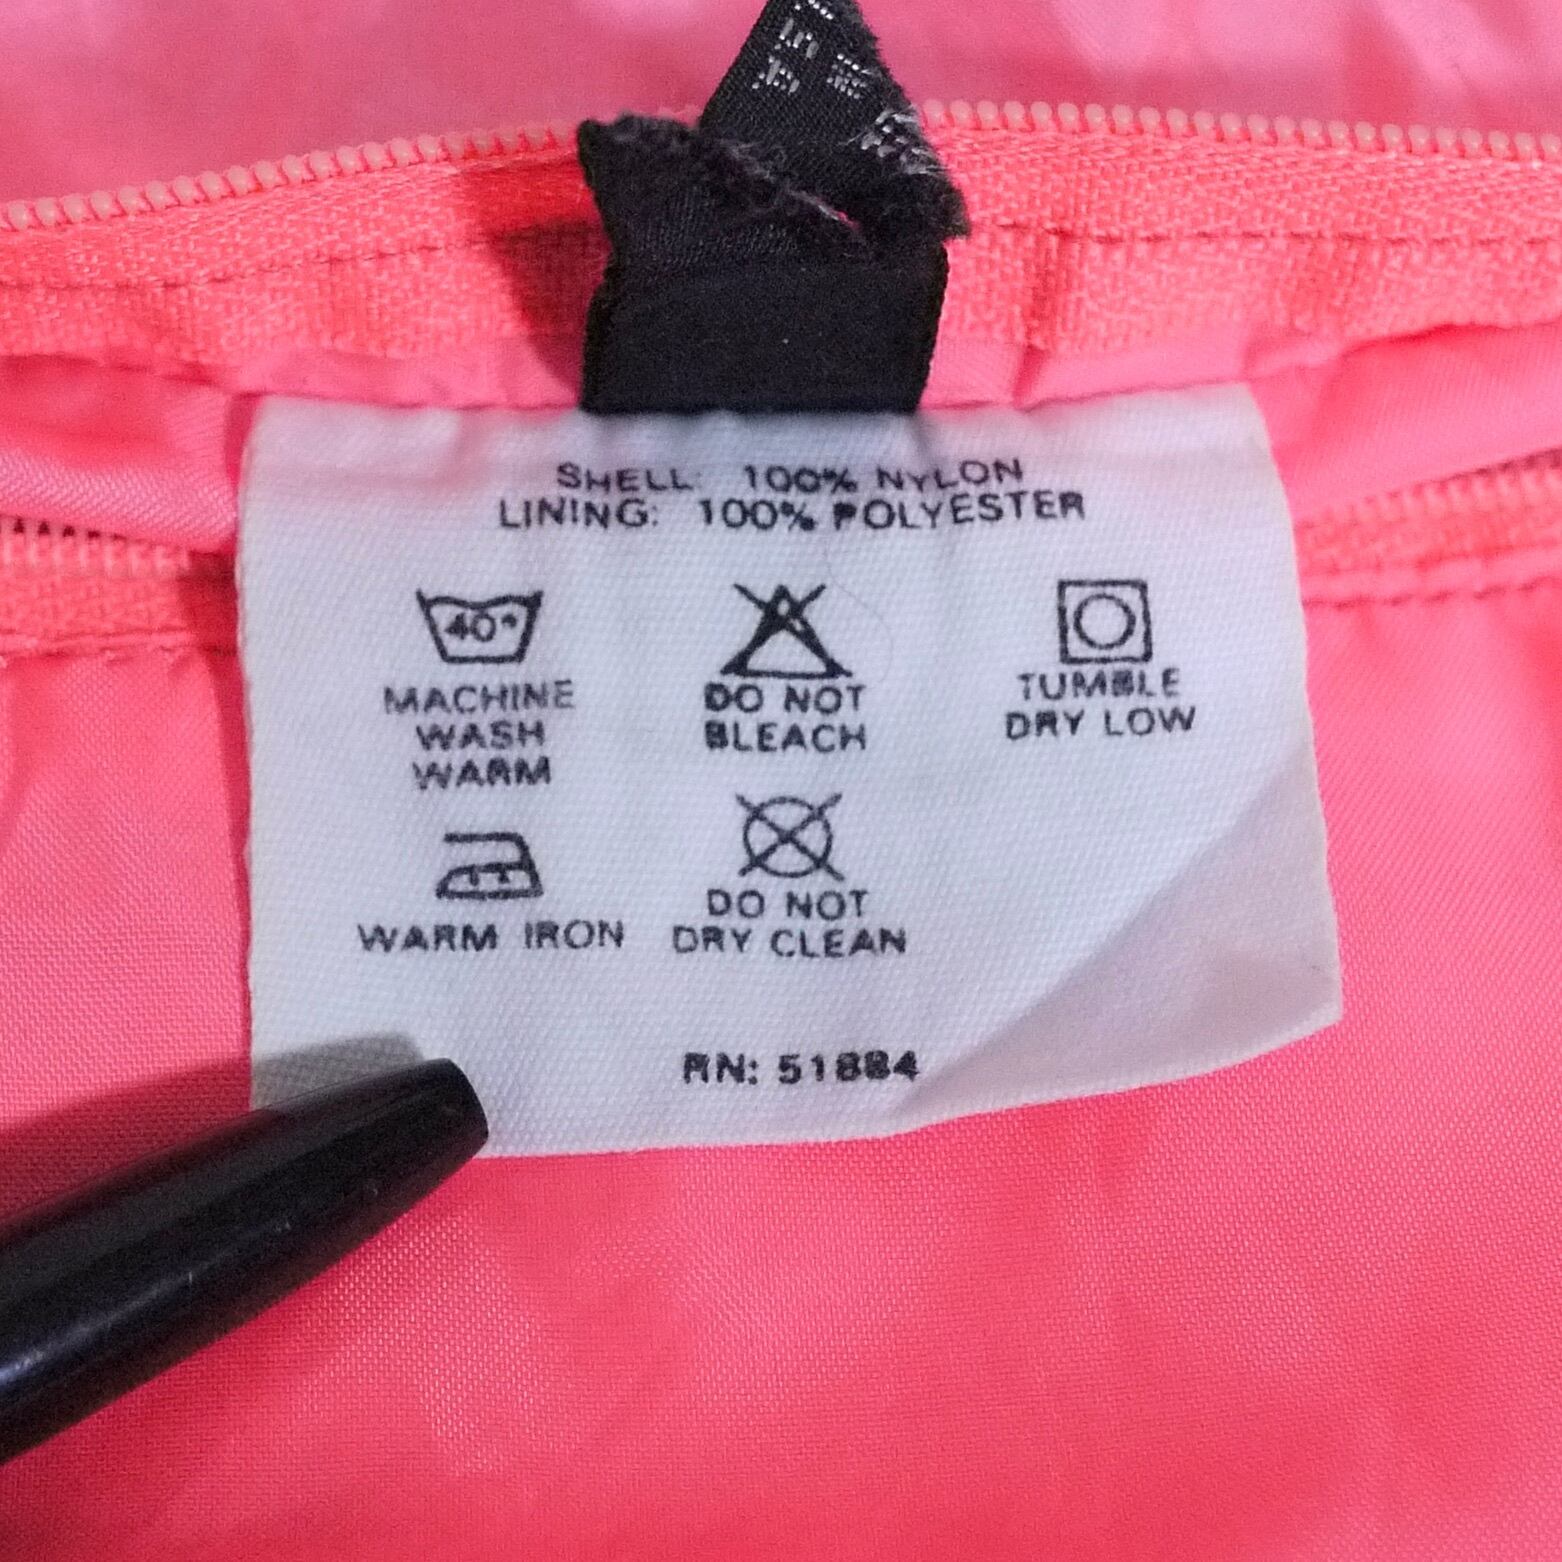 SHELL: 100% NYLON
LINING: 100% POLYESTER
40°
MACHINE
WASH
WARM
DO NOT
BLEACH
TUMBLE
DRY LOW
WARM IRON
DO NOT
DRY CLEAN
RN: 51884